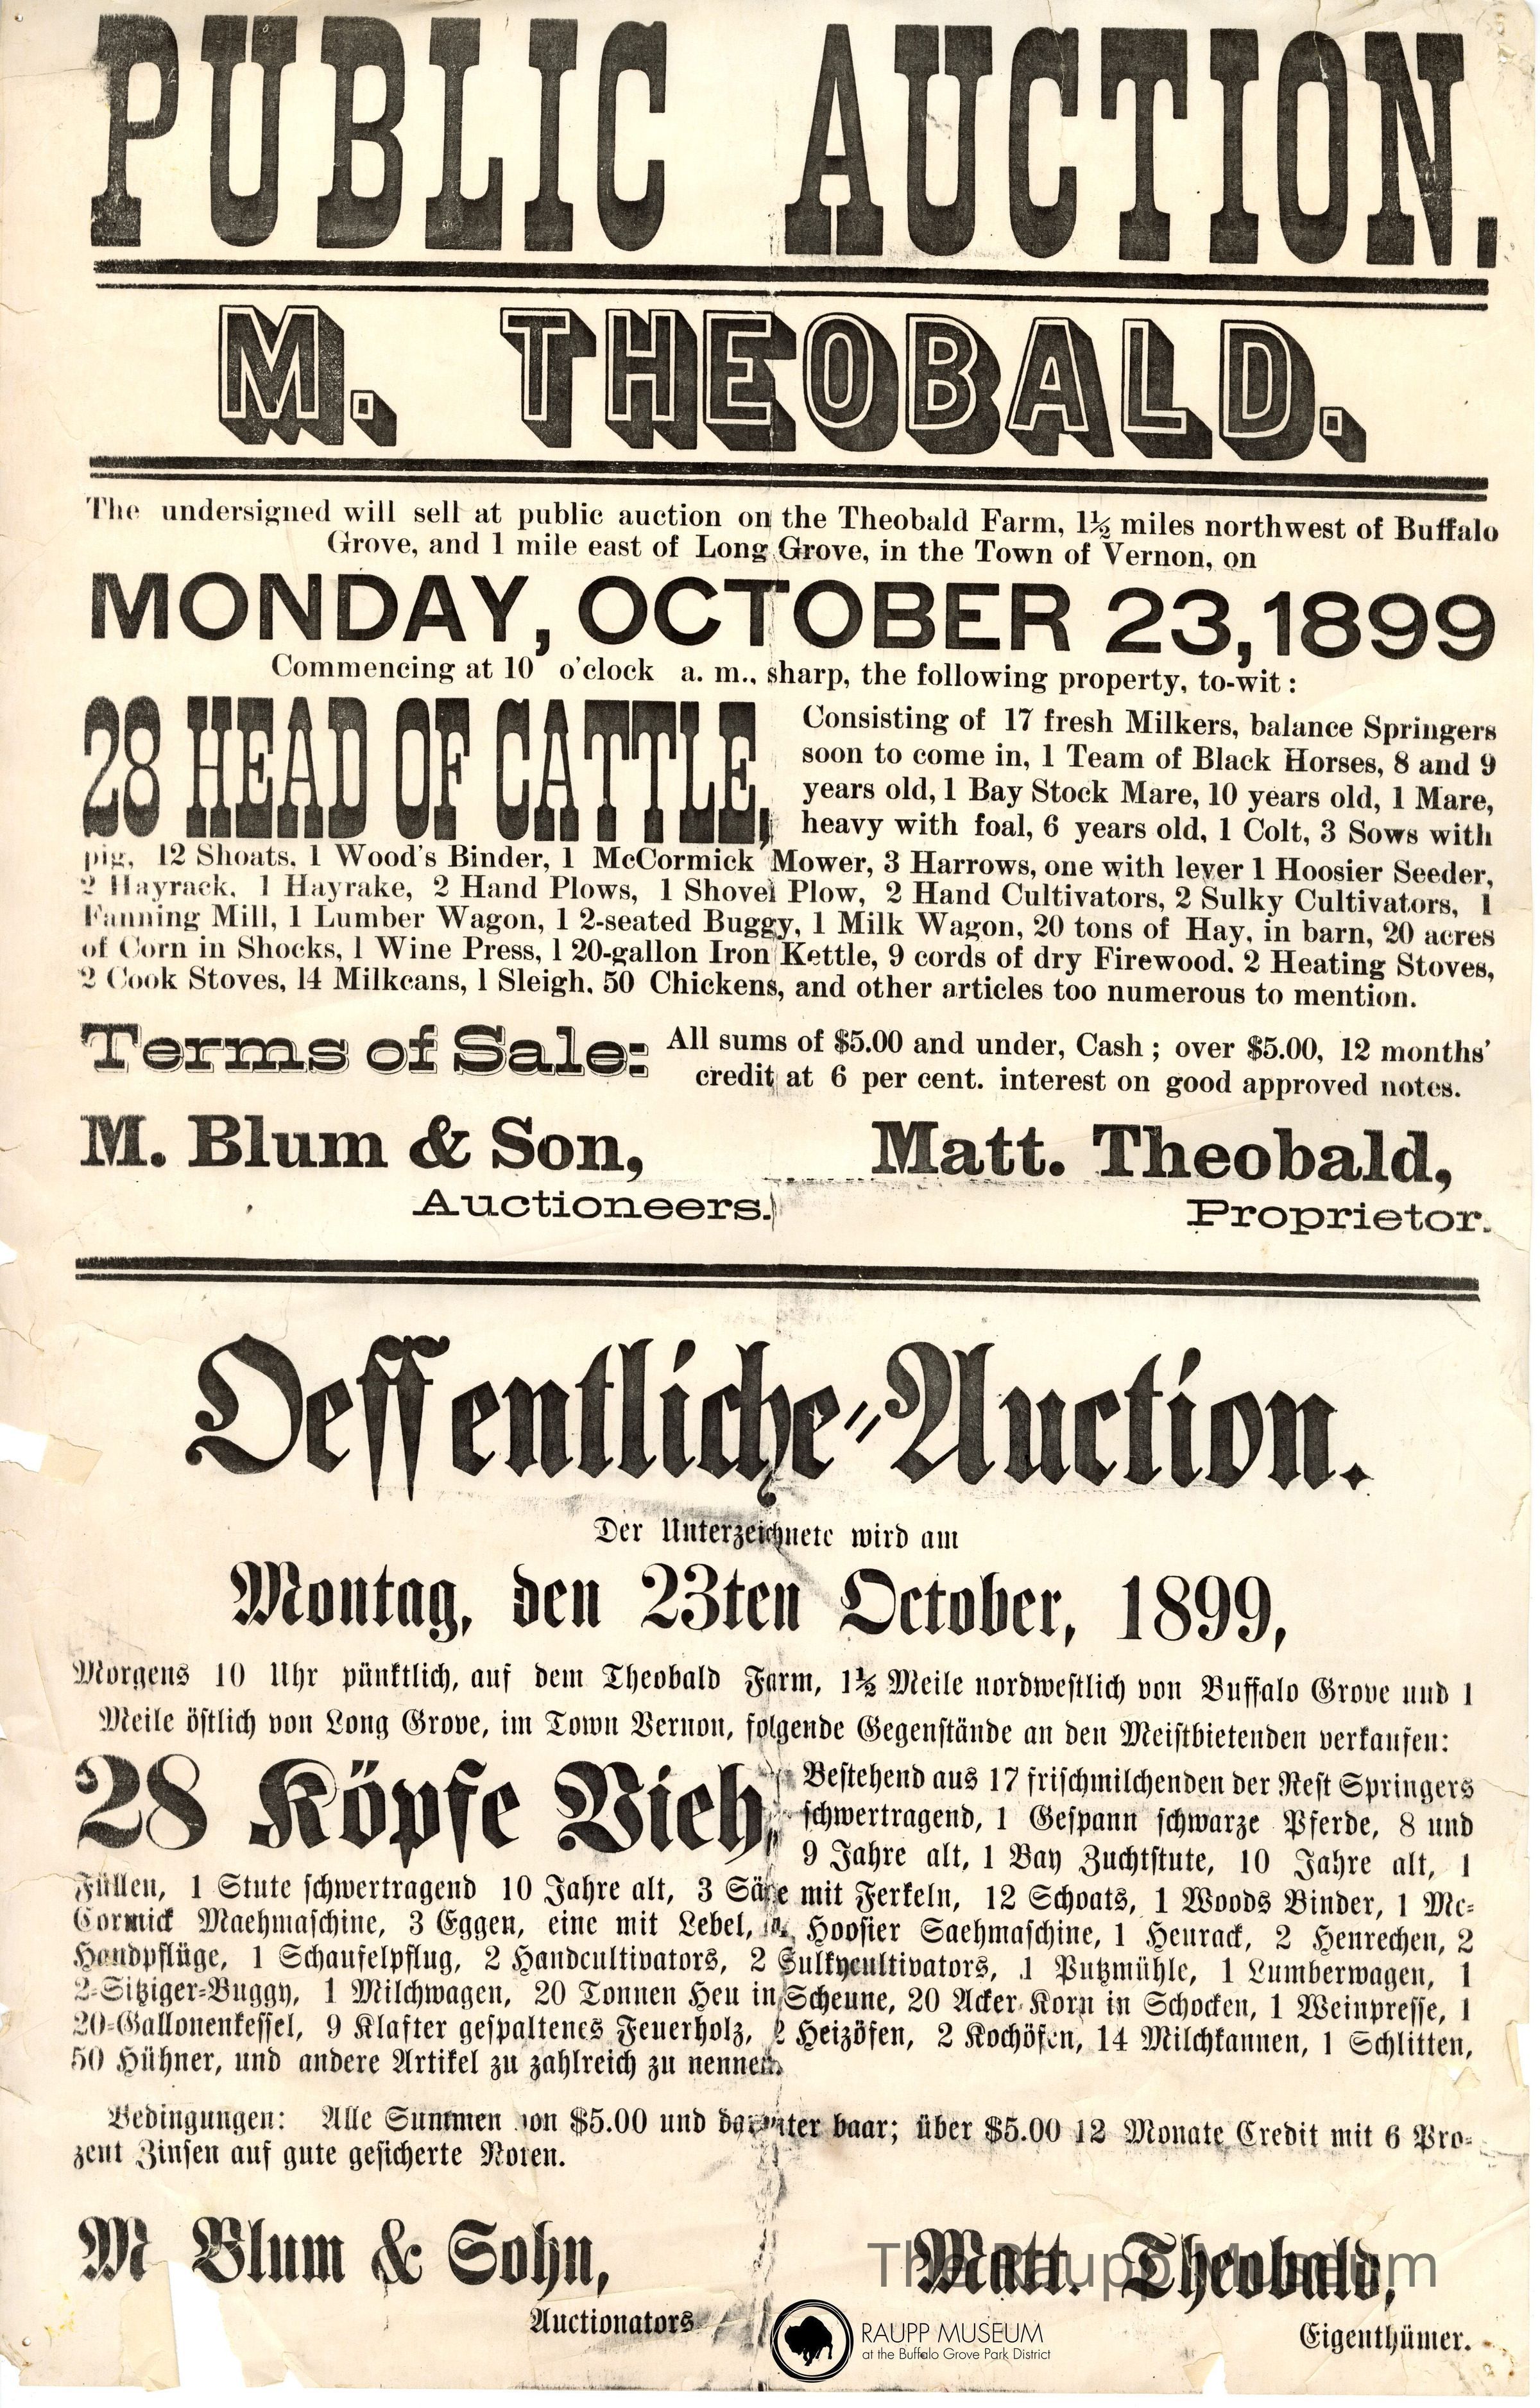 PUBLIC AUCTION.
M. THEOBALD.
The undersigned will sell at public auction on the Theobald Farm, 1½ miles northwest of Buffalo
Grove, and 1 mile east of Long Grove, in the Town of Vernon, on
MONDAY, OCTOBER 23, 1899
Commencing at 10 o'clock a. m., sharp, the following property, to-wit:
28 HEAD OF CATTLE,
Consisting of 17 fresh Milkers, balance Springers
soon to come in, 1 Team of Black Horses, 8 and 9
years old, 1 Bay Stock Mare, 10 years old, 1 Mare,
heavy with foal, 6 years old, 1 Colt, 3 Sows with
pig, 12 Shoats. 1 Wood's Binder, 1 McCormick Mower, 3 Harrows, one with lever 1 Hoosier Seeder,
2 Hayrack, 1 Hayrake, 2 Hand Plows, 1 Shovel Plow, 2 Hand Cultivators, 2 Sulky Cultivators, 1
Fanning Mill, 1 Lumber Wagon, 1 2-seated Buggy, 1 Milk Wagon, 20 tons of Hay, in barn, 20 acres
of Corn in Shocks, 1 Wine Press, 1 20-gallon Iron Kettle, 9 cords of dry Firewood. 2 Heating Stoves,
2 Cook Stoves, 14 Milkcans, 1 Sleigh. 50 Chickens, and other articles too numerous to mention.
Terms of Sale: All sums of $5.00 and under, Cash; over $5.00, 12 months'
credit at 6 per cent. interest on good approved notes.
M. Blum & Son,
Auctioneers.
Matt. Theobald,
Proprietor.
Oeffentliche-Auction.
Der Unterzeichnete wird am
Montag, den 23ten October, 1899,
Morgens 10 Uhr pünktlich, auf dem Theobald Farm, 1½ Meile nordwestlich von Buffalo Grove und 1
Meile östlich von Long Grove, im Town Vernon, folgende Gegenstände an den Meistbietenden verkaufen:
28 Köpfe Vieh,
Bestehend aus 17 frischmilchenden der Rest Springers
schwertragend, 1 Gespann schwarze Pferde, 8 und
9 Jahre alt, 1 Bay Zuchtstute, 10 Jahre alt, 1
Füllen, 1 Stute schwertragend 10 Jahre alt, 3 Säue mit Ferkeln, 12 Schoats, 1 Woods Binder, 1 Mc-
Cormick Maehmaschine, 3 Eggen, eine mit Lebel, Hoosier Saehmaschine, 1 Heurack, 2 Henrechen, 2
Handpflüge, 1 Schaufelpflug, 2 Handcultivators, 2 Sulkycultivators, 1 Putzmühle, 1 Lumberwagen, 1
2-Sitziger-Buggy, 1 Milchwagen, 20 Tonnen Heu in Scheune, 20 Acker Korn in Schocken, 1 Weinpresse, 1
20-Gallonenkessel, 9 Klafter gespaltenes Feuerholz, 2 Heizöfen, 2 Kochöfen, 14 Milchkannen, 1 Schlitten,
50 Hühner, und andere Artikel zu zahlreich zu nennen.
Bedingungen: Alle Summen von $5.00 und darunter baar; über $5.00 12 Monate Credit mit 6 Pro-
zent Zinsen auf gute gesicherte Noten.
M Blum & Sohn,
Auctionators
Matt. Theobald,
Eigenthümer.
The Raupp Museum
RAUPP MUSEUM
at the Buffalo Grove Park District